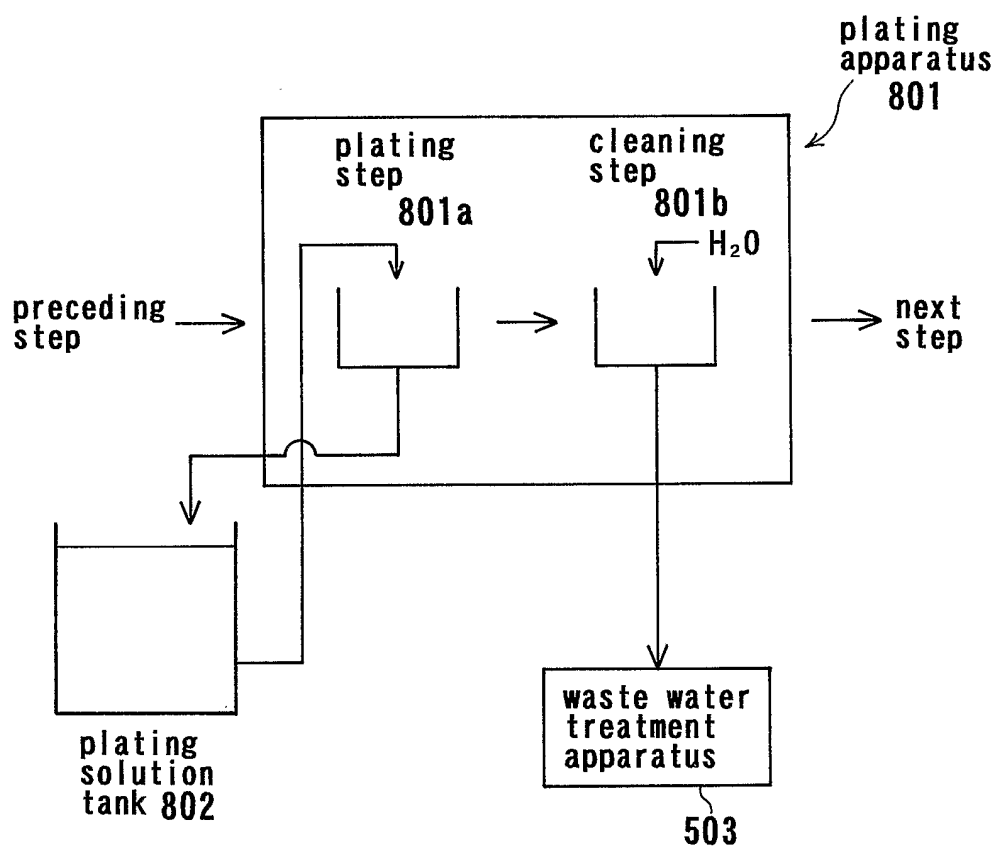 plating
apparatus
801
plating
step
801a
cleaning
step
801b
H₂O
preceding
step
next
step
plating
solution
tank 802
waste water
treatment
apparatus
503